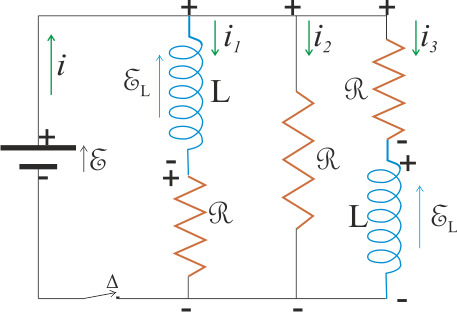 + + +
i i₁ i₂ i₃
ℰL L ℛ
+ ℰ - ℛ - +
- + ℛ L ℰL
Δ
- - -